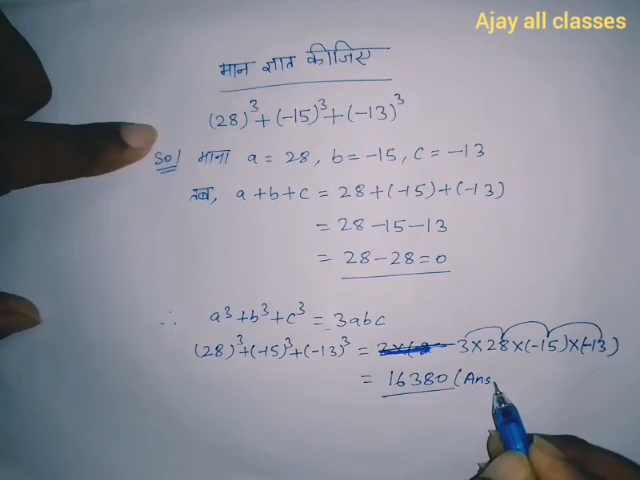 Ajay all classes
मान ज्ञात कीजिए
(28)³+(-15)³+(-13)³
Sol माना a = 28, b = -15, c = -13
तब, a+b+c = 28+(-15)+(-13)
= 28-15-13
= 28-28=0
∴ a³+b³+c³ = 3abc
(28)³+(-15)³+(-13)³ = 3×28×(-15)×(-13)
= 16380 (Ans